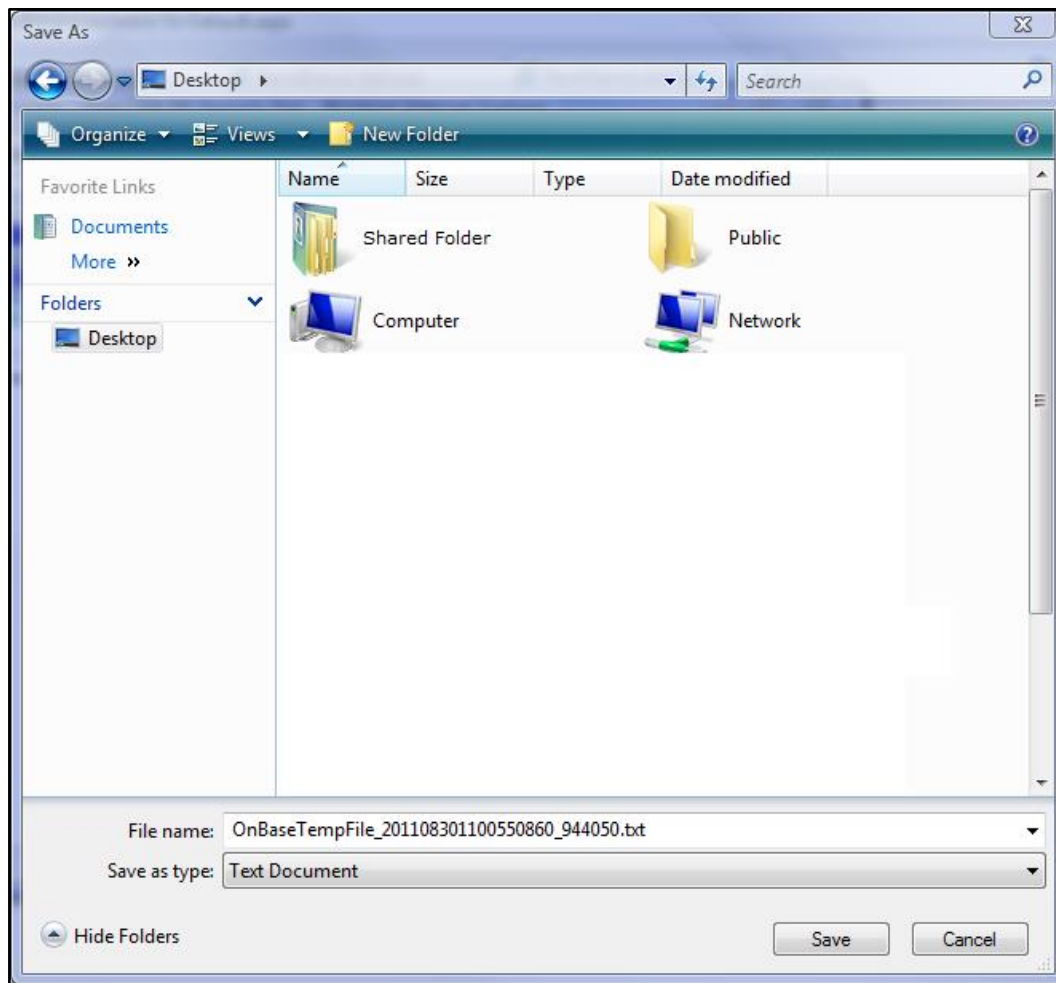 Save As
Desktop
Search
Organize Views New Folder
Favorite Links
Documents
More »
Folders
Desktop
Name Size Type Date modified
Shared Folder Public
Computer Network
File name: OnBaseTempFile_201108301100550860_944050.txt
Save as type: Text Document
Hide Folders Save Cancel